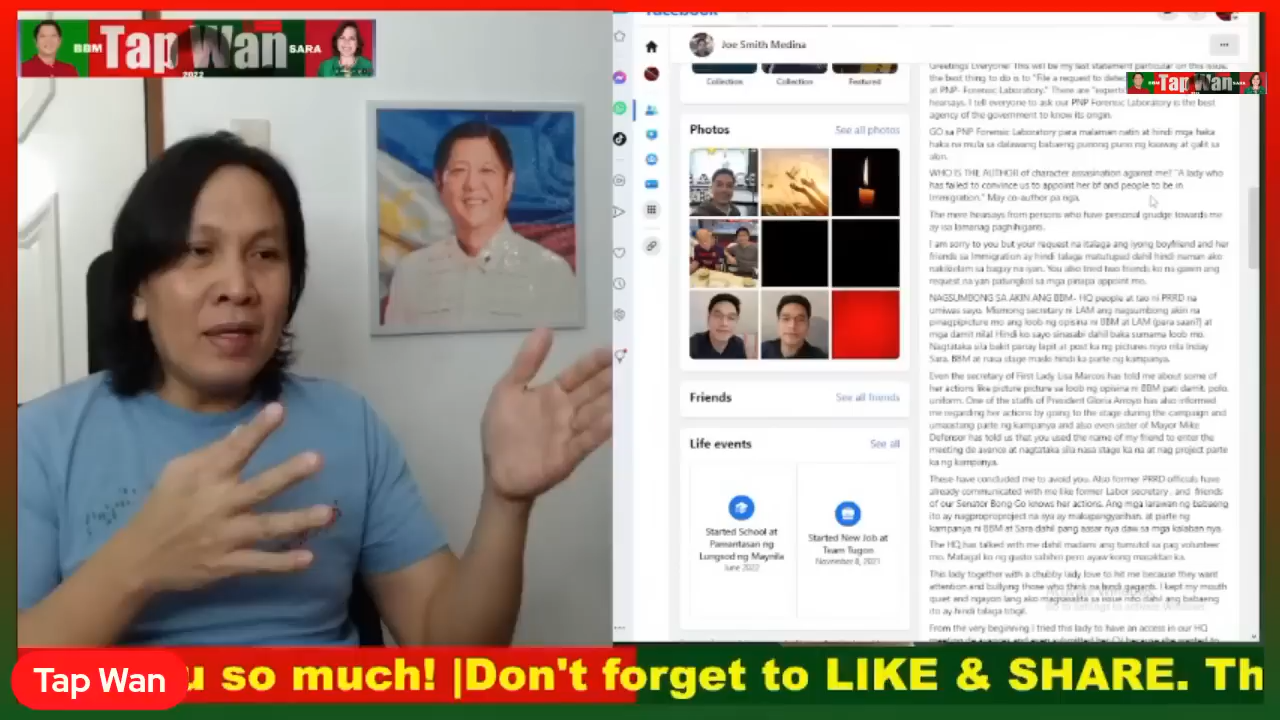 BBM Tap Wan SARA
2022
facebook
Joe Smith Medina
...
Collection
Collection
Featured
Photos
See all photos
Friends
See all friends
Life events
See all
Started School at
Pamantasan ng
Lungsod ng Maynila
June 2022
Started New Job at
Team Tugon
November 8, 2021
Greetings Everyone! This will be my last statement particular on this issue,
the best thing to do is to "File a request to
at PNP- Forensic Laboratory." There are "experts
hearsays. I tell everyone to ask our PNP Forensic Laboratory is the best
agency of the government to know its origin.
Tap Wan
GO sa PNP Forensic Laboratory para malaman natin at hindi mga haka
haka na mula sa dalawang babaeng punong puno ng kaaway at galit sa
WHO IS THE AUTHOR of character assasination against me? "A lady who
has failed to convince us to appoint her bf and people to be in
Immigration." May co-author pa nga.
The mere hearsays from persons who have personal grudge towards me
ay isa lamanag paghihiganti.
I am sorry to you but your request na italaga ang iyong boyfriend and her
friends sa Immigration ay hindi talaga matutupad dahil hindi naman ako
nakikialam sa bagay na iyan. You also tried two friends ko na gawin ang
request na yan patungkol sa mga pinapa appoint mo.
NAGSUMBONG SA AKIN ANG BBM- HQ people at tao ni PRRD na
umiwas sayo. Mismong secretary ni LAM ang nagsumbong akin na
pinagpipicture mo ang loob ng opisina ni BBM at LAM (para saan?) at
mga damit nila! Hindi ko sayo sinasabi dahil baka sumama loob mo.
Nagtataka sila bakit panay lapit at post ka ng pictures niyo nila Inday
Sara, BBM at nasa stage maski hindi ka parte ng kampanya.
Even the secretary of First Lady, Lisa Marcos has told me about some of
her actions like picture picture sa loob ng opisina ni BBM pati damit, polo,
uniform. One of the staffs of President Gloria Arroyo has also informed
me regarding her actions by going to the stage during the campaign and
umaastang parte ng kampanya and also even sister of Mayor Mike
Defensor has told us that you used the name of my friend to enter the
meeting de avance at nagtataka sila nasa stage ka na at nag project parte
ka ng kampanya.
These have concluded me to avoid you. Also former PRRD officials have
already communicated with me like former Labor secretary , and friends
of our Senator Bong Go knows her actions. Ang mga larawan ng babaeng
ito ay nagpropproject na sya ay makapangyarihan, at parte ng
kampanya ni BBM at Sara dahil pang aasar nya daw sa mga kalaban nya.
The HQ has talked with me dahil madami ang tumutol sa pag volunteer
mo. Matagal ko ng gusto sabihin pero ayaw kong masaktan ka.
This lady together with a chubby lady love to hit me because they want
attention and bullying those who think na hindi gaganti. I kept my mouth
quiet and ngayon lang ako magsasalita sa issue nito dahil ang babaeng
ito ay hindi talaga titigil.
From the very beginning I tried this lady to have an access in our HQ
Tap Wan
u so much! |Don't forget to LIKE & SHARE. Th